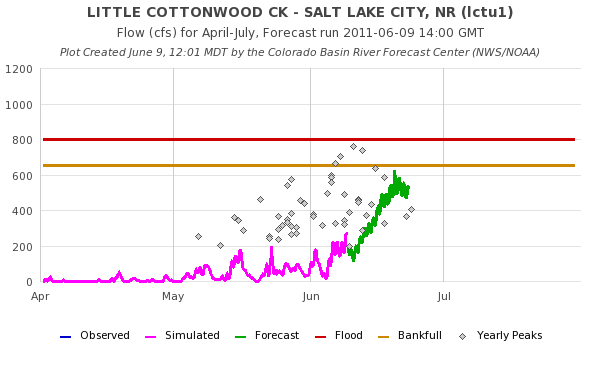 LITTLE COTTONWOOD CK - SALT LAKE CITY, NR (lctu1)
Flow (cfs) for April-July, Forecast run 2011-06-09 14:00 GMT
Plot Created June 9, 12:01 MDT by the Colorado Basin River Forecast Center (NWS/NOAA)
1200
1000
800
600
400
200
0
Apr May Jun Jul
Observed Simulated Forecast Flood Bankfull Yearly Peaks